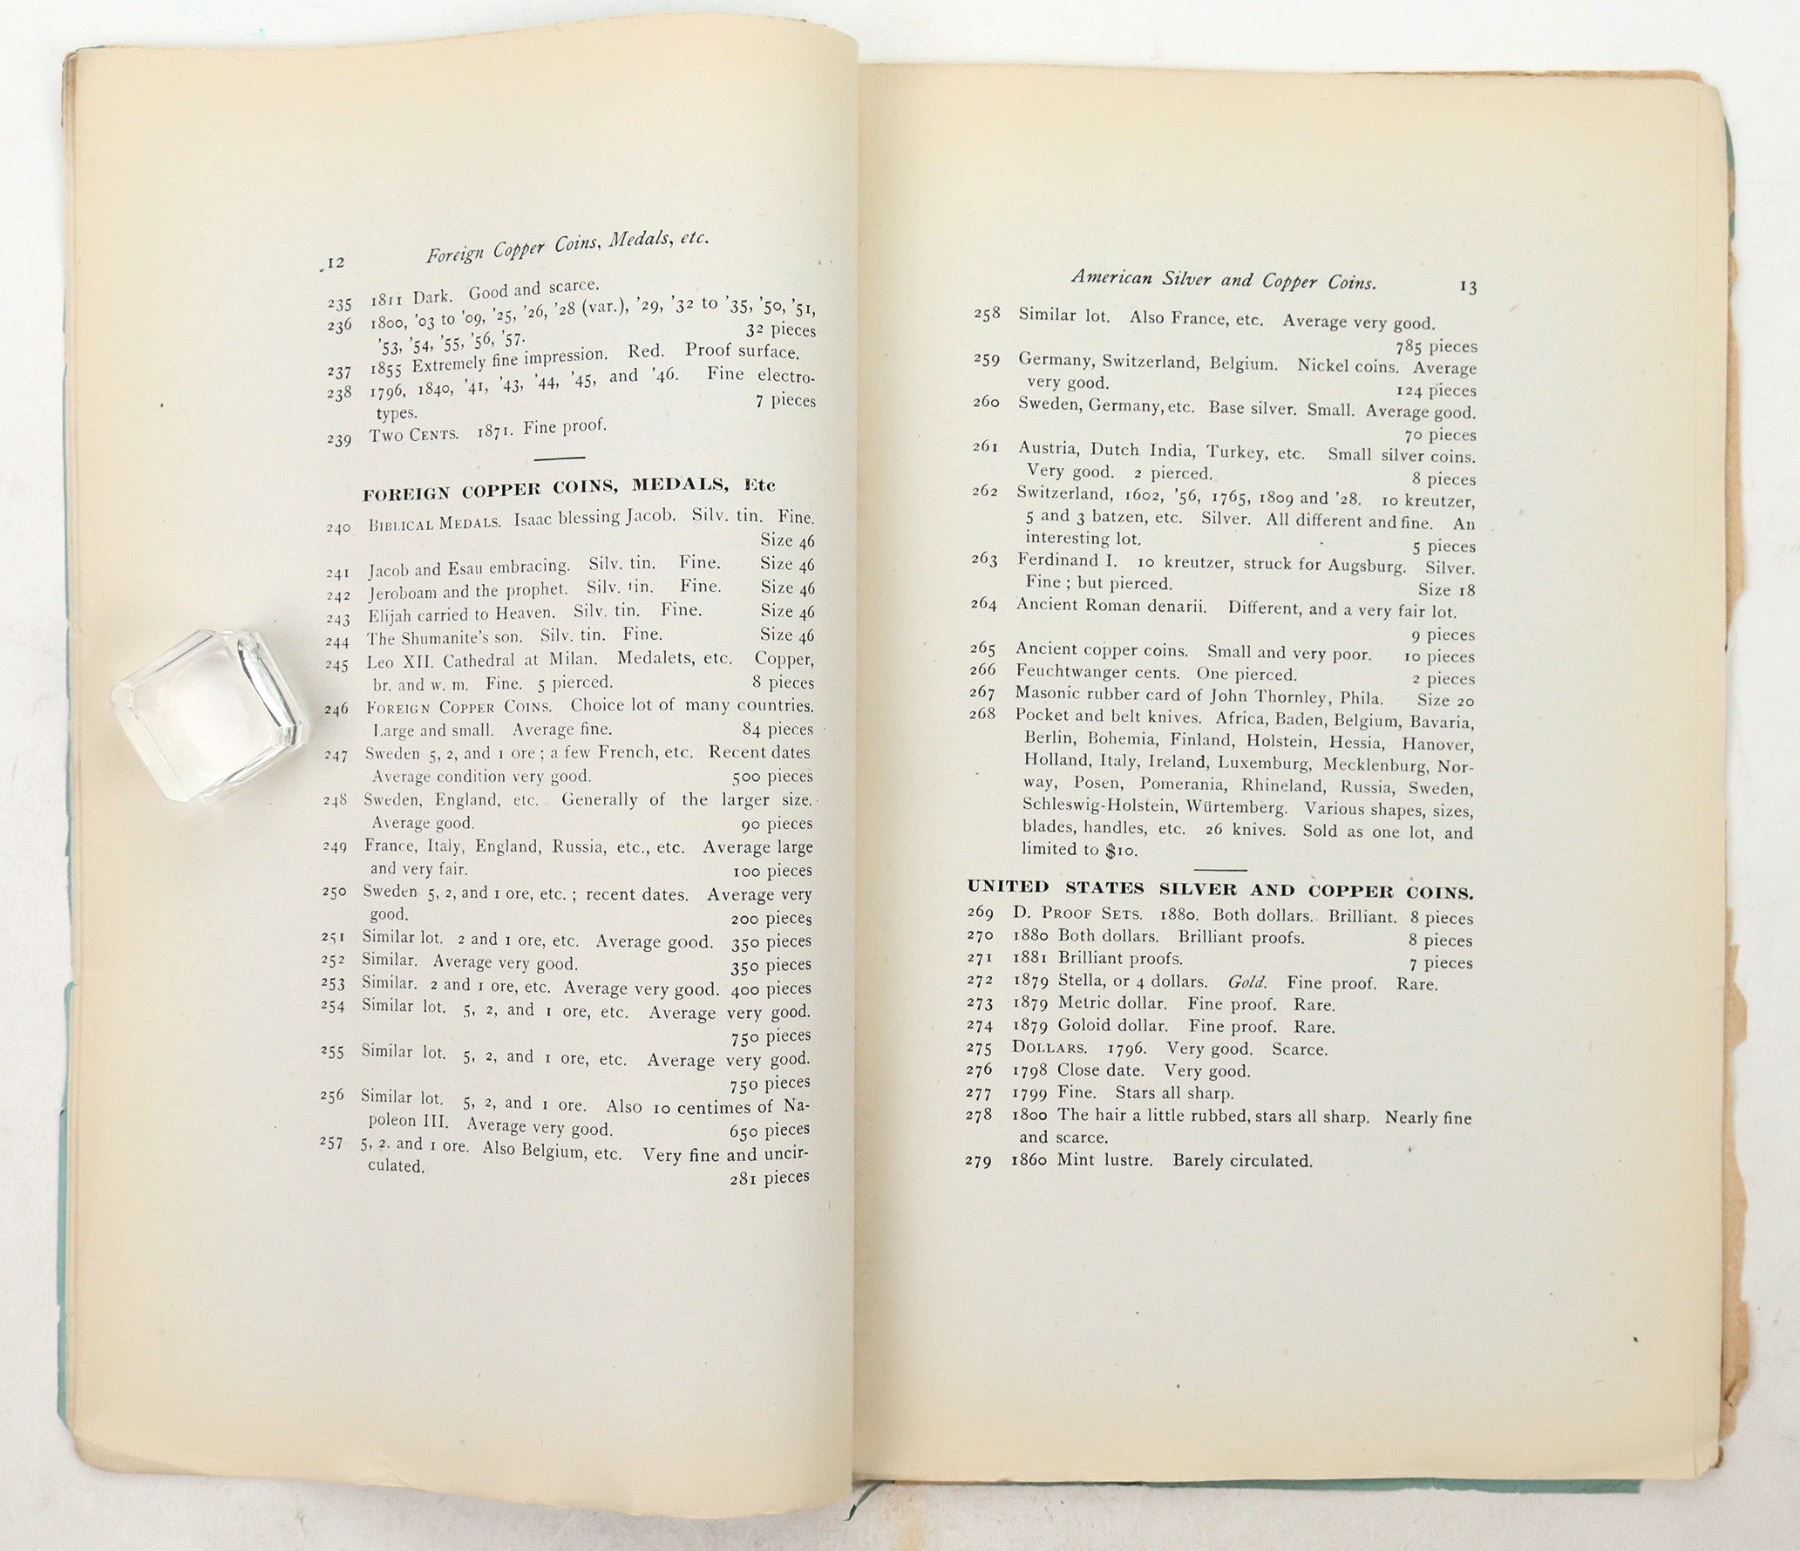 12 Foreign Copper Coins, Medals, etc.
235 1811 Dark. Good and scarce.
236 1800, '03 to '09, '25, '26, '28 (var.), '29, '32 to '35, '50, '51,
'53, '54, '55, '56, '57. 32 pieces
237 1855 Extremely fine impression. Red. Proof surface.
238 1796, 1840, '41, '43, '44, '45, and '46. Fine electro-
types. 7 pieces
239 TWO CENTS. 1871. Fine proof.
FOREIGN COPPER COINS, MEDALS, Etc
240 BIBLICAL MEDALS. Isaac blessing Jacob. Silv. tin. Fine.
Size 46
241 Jacob and Esau embracing. Silv. tin. Fine. Size 46
242 Jeroboam and the prophet. Silv. tin. Fine. Size 46
243 Elijah carried to Heaven. Silv. tin. Fine. Size 46
244 The Shumanite's son. Silv. tin. Fine. Size 46
245 Leo XII. Cathedral at Milan. Medalets, etc. Copper,
br. and w. m. Fine. 5 pierced. 8 pieces
246 FOREIGN COPPER COINS. Choice lot of many countries.
Large and small. Average fine. 84 pieces
247 Sweden 5, 2, and 1 ore; a few French, etc. Recent dates
Average condition very good. 500 pieces
248 Sweden, England, etc. Generally of the larger size.
Average good. 90 pieces
249 France, Italy, England, Russia, etc., etc. Average large
and very fair. 100 pieces
250 Sweden 5, 2, and 1 ore, etc.; recent dates. Average very
good. 200 pieces
251 Similar lot. 2 and 1 ore, etc. Average good. 350 pieces
252 Similar. Average very good. 350 pieces
253 Similar. 2 and 1 ore, etc. Average very good. 400 pieces
254 Similar lot. 5, 2, and 1 ore, etc. Average very good.
750 pieces
255 Similar lot. 5, 2, and 1 ore, etc. Average very good.
750 pieces
256 Similar lot. 5, 2, and 1 ore. Also 10 centimes of Na-
poleon III. Average very good. 650 pieces
257 5, 2. and 1 ore. Also Belgium, etc. Very fine and uncir-
culated. 281 pieces
American Silver and Copper Coins. 13
258 Similar lot. Also France, etc. Average very good.
785 pieces
259 Germany, Switzerland, Belgium. Nickel coins. Average
very good. 124 pieces
260 Sweden, Germany, etc. Base silver. Small. Average good.
70 pieces
261 Austria, Dutch India, Turkey, etc. Small silver coins.
Very good. 2 pierced. 8 pieces
262 Switzerland, 1602, '56, 1765, 1809 and '28. 10 kreutzer,
5 and 3 batzen, etc. Silver. All different and fine. An
interesting lot. 5 pieces
263 Ferdinand I. 10 kreutzer, struck for Augsburg. Silver.
Fine; but pierced. Size 18
264 Ancient Roman denarii. Different, and a very fair lot.
9 pieces
265 Ancient copper coins. Small and very poor. 10 pieces
266 Feuchtwanger cents. One pierced. 2 pieces
267 Masonic rubber card of John Thornley, Phila. Size 20
268 Pocket and belt knives. Africa, Baden, Belgium, Bavaria,
Berlin, Bohemia, Finland, Holstein, Hessia, Hanover,
Holland, Italy, Ireland, Luxemburg, Mecklenburg, Nor-
way, Posen, Pomerania, Rhineland, Russia, Sweden,
Schleswig-Holstein, Würtemberg. Various shapes, sizes,
blades, handles, etc. 26 knives. Sold as one lot, and
limited to $10.
UNITED STATES SILVER AND COPPER COINS.
269 D. PROOF SETS. 1880. Both dollars. Brilliant. 8 pieces
270 1880 Both dollars. Brilliant proofs. 8 pieces
271 1881 Brilliant proofs. 7 pieces
272 1879 Stella, or 4 dollars. Gold. Fine proof. Rare.
273 1879 Metric dollar. Fine proof. Rare.
274 1879 Goloid dollar. Fine proof. Rare.
275 DOLLARS. 1796. Very good. Scarce.
276 1798 Close date. Very good.
277 1799 Fine. Stars all sharp.
278 1800 The hair a little rubbed, stars all sharp. Nearly fine
and scarce.
279 1860 Mint lustre. Barely circulated.